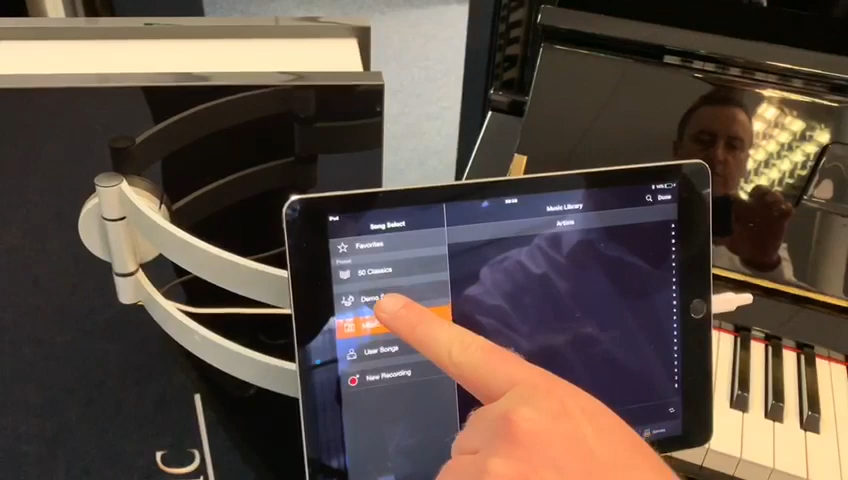 iPad
Song Select
Music Library
Done
Favorites
Artists
Preset
50 Classics
Demo
User Songs
New Recording
C